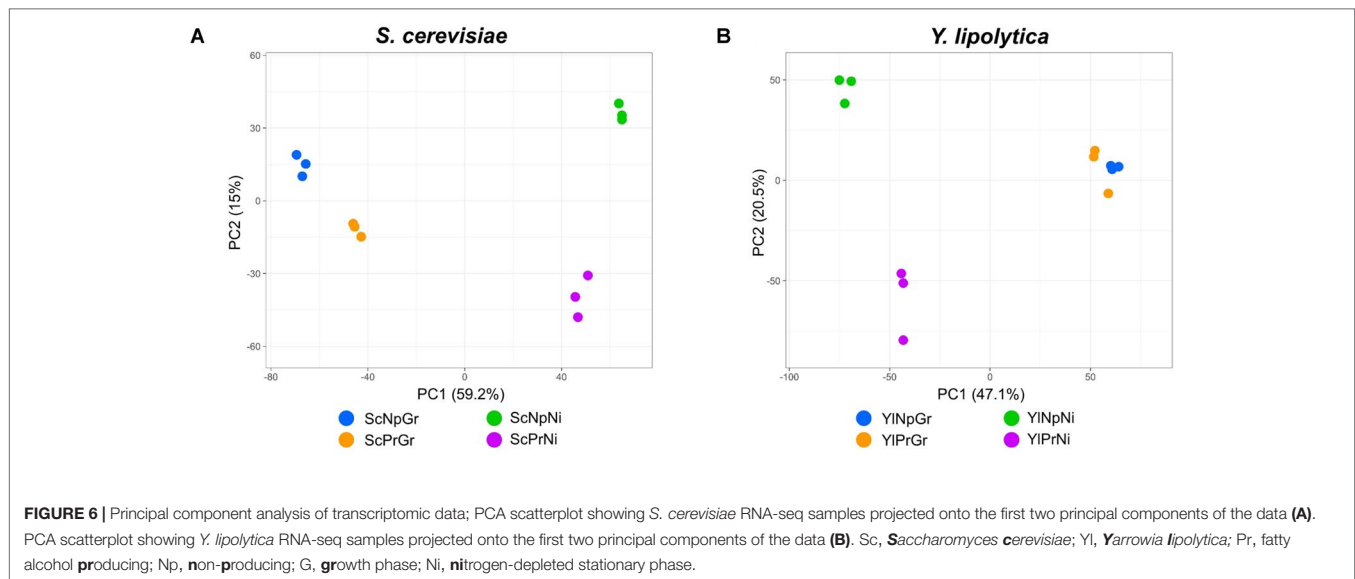 A
S. cerevisiae
60
30
0
-30
-60
PC2 (15%)
-80
-40
0
40
PC1 (59.2%)
ScNpGr
ScNpNi
ScPrGr
ScPrNi
B
Y. lipolytica
50
0
-50
PC2 (20.5%)
-100
-50
0
50
PC1 (47.1%)
YlNpGr
YlNpNi
YlPrGr
YlPrNi
FIGURE 6 | Principal component analysis of transcriptomic data; PCA scatterplot showing S. cerevisiae RNA-seq samples projected onto the first two principal components of the data (A).
PCA scatterplot showing Y. lipolytica RNA-seq samples projected onto the first two principal components of the data (B). Sc, Saccharomyces cerevisiae; Yl, Yarrowia lipolytica; Pr, fatty
alcohol producing; Np, non-producing; G, growth phase; Ni, nitrogen-depleted stationary phase.